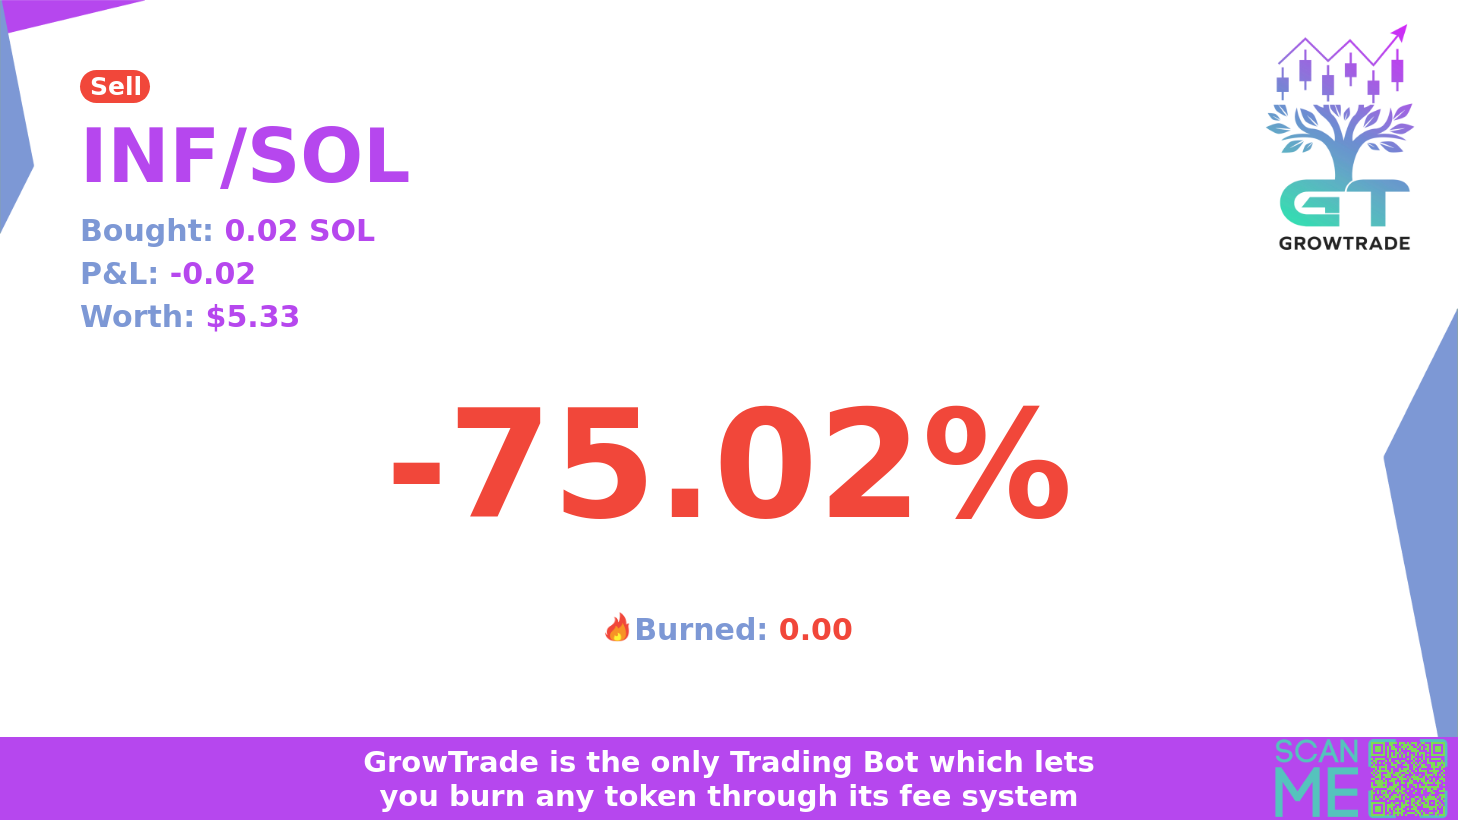 Sell
INF/SOL
Bought: 0.02 SOL
P&L: -0.02
Worth: $5.33
GT
GROWTRADE
-75.02%
🔥Burned: 0.00
GrowTrade is the only Trading Bot which lets
you burn any token through its fee system
SCAN
ME